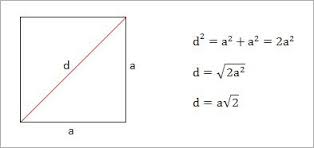 d
a
a
d² = a² + a² = 2a²
d = √2a²
d = a√2